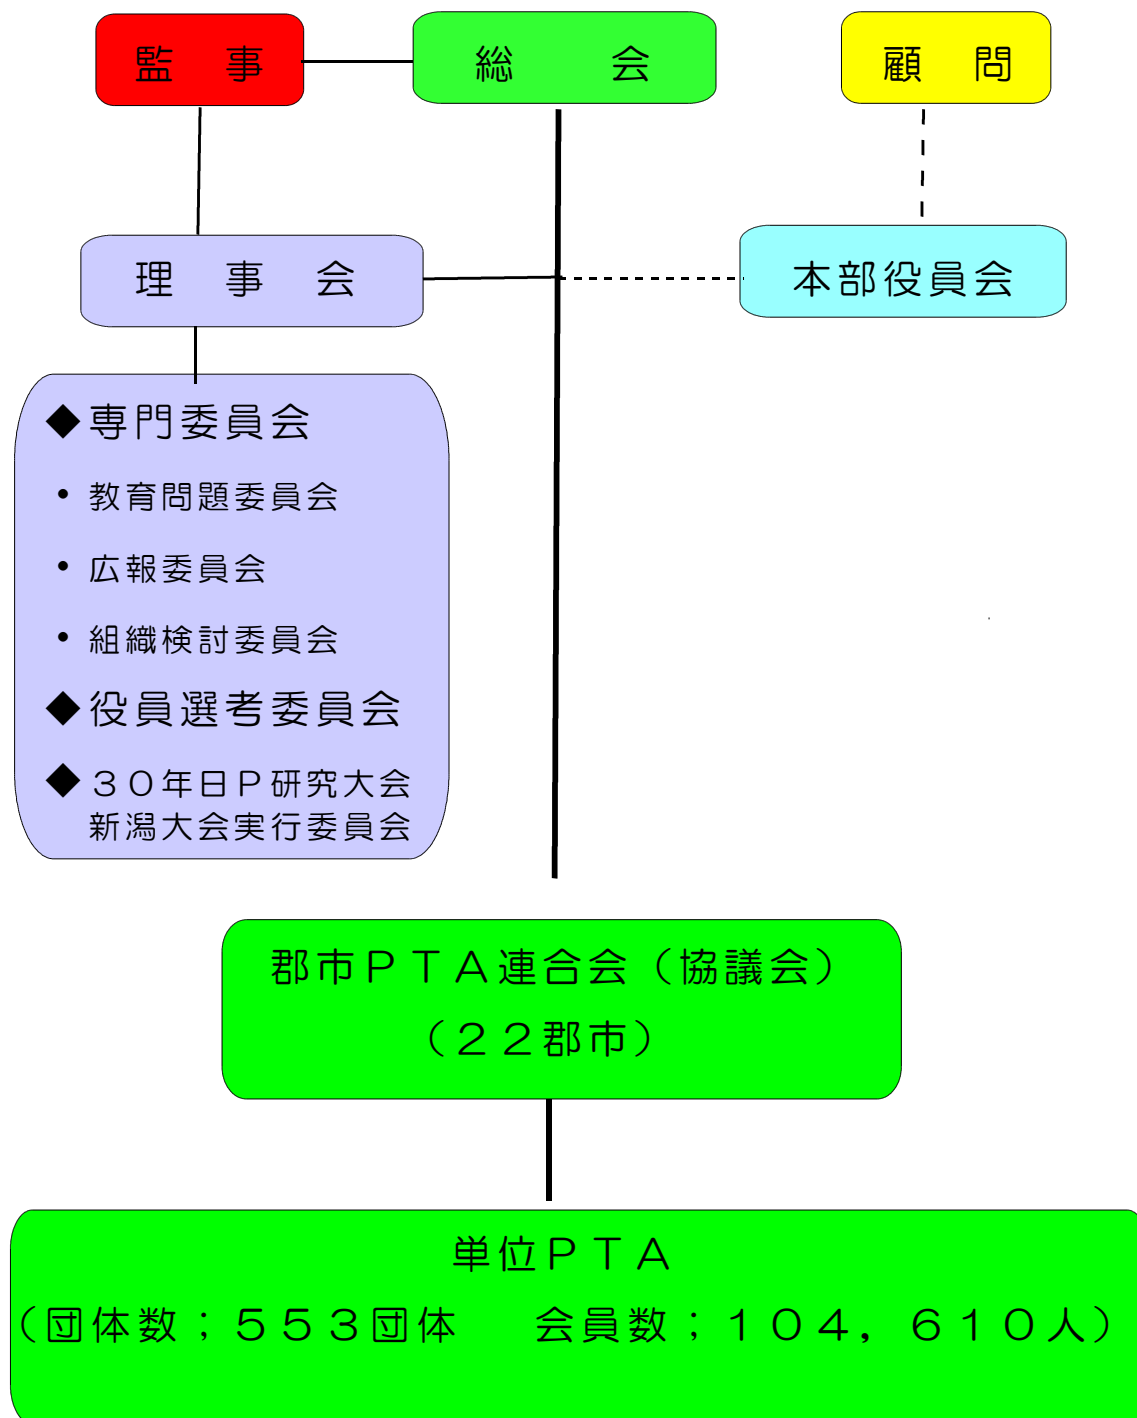 監　事
総　　会
顧　問
理　事　会
本部役員会
◆専門委員会
・教育問題委員会
・広報委員会
・組織検討委員会
◆役員選考委員会
◆３０年日Ｐ研究大会
新潟大会実行委員会
郡市ＰＴＡ連合会（協議会）
（２２郡市）
単位ＰＴＡ
（団体数；５５３団体　会員数；１０４，６１０人）